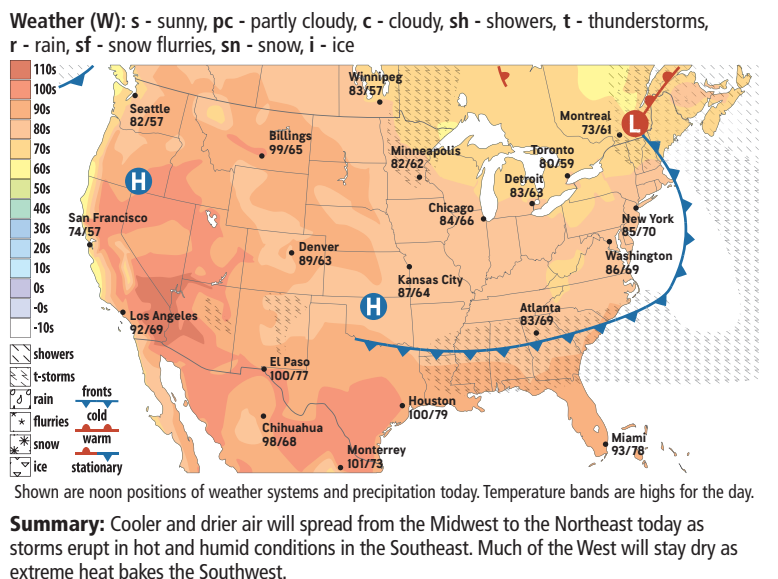 Weather (W): s - sunny, pc - partly cloudy, c - cloudy, sh - showers, t - thunderstorms,
r - rain, sf - snow flurries, sn - snow, i - ice
110s
100s
90s
80s
70s
60s
50s
40s
30s
20s
10s
0s
-0s
-10s
showers
t-storms
rain
flurries
snow
ice
fronts
cold
warm
stationary
Seattle
82/57
Billings
99/65
Winnipeg
83/57
Minneapolis
82/62
Montreal
73/61
L
Toronto
80/59
Detroit
83/63
H
San Francisco
74/57
Chicago
84/66
New York
85/70
Washington
86/69
Denver
89/63
Kansas City
87/64
H
Los Angeles
92/69
Atlanta
83/69
El Paso
100/77
Houston
100/79
Chihuahua
98/68
Monterrey
101/73
Miami
93/78
Shown are noon positions of weather systems and precipitation today. Temperature bands are highs for the day.
Summary: Cooler and drier air will spread from the Midwest to the Northeast today as
storms erupt in hot and humid conditions in the Southeast. Much of the West will stay dry as
extreme heat bakes the Southwest.